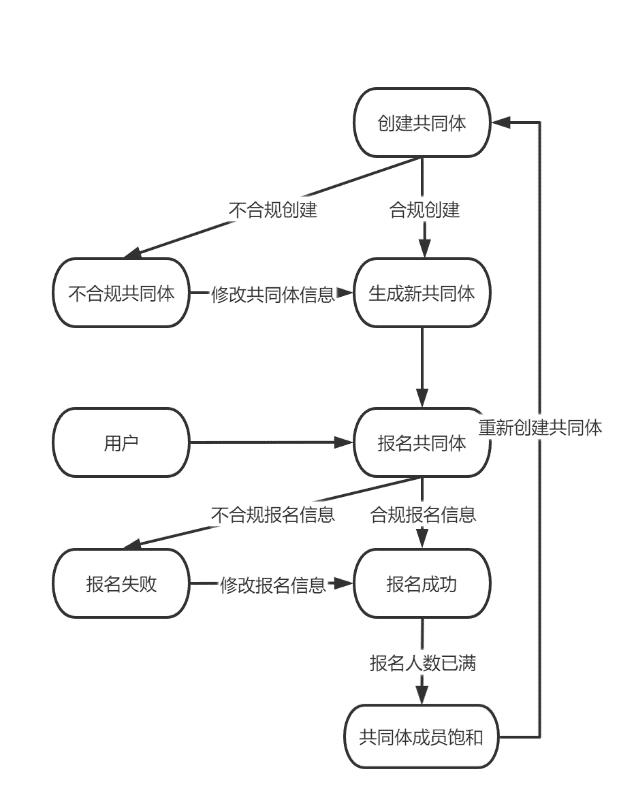 创建共同体
不合规创建
合规创建
不合规共同体
修改共同体信息
生成新共同体
用户
报名共同体
重新创建共同体
不合规报名信息
合规报名信息
报名失败
修改报名信息
报名成功
报名人数已满
共同体成员饱和